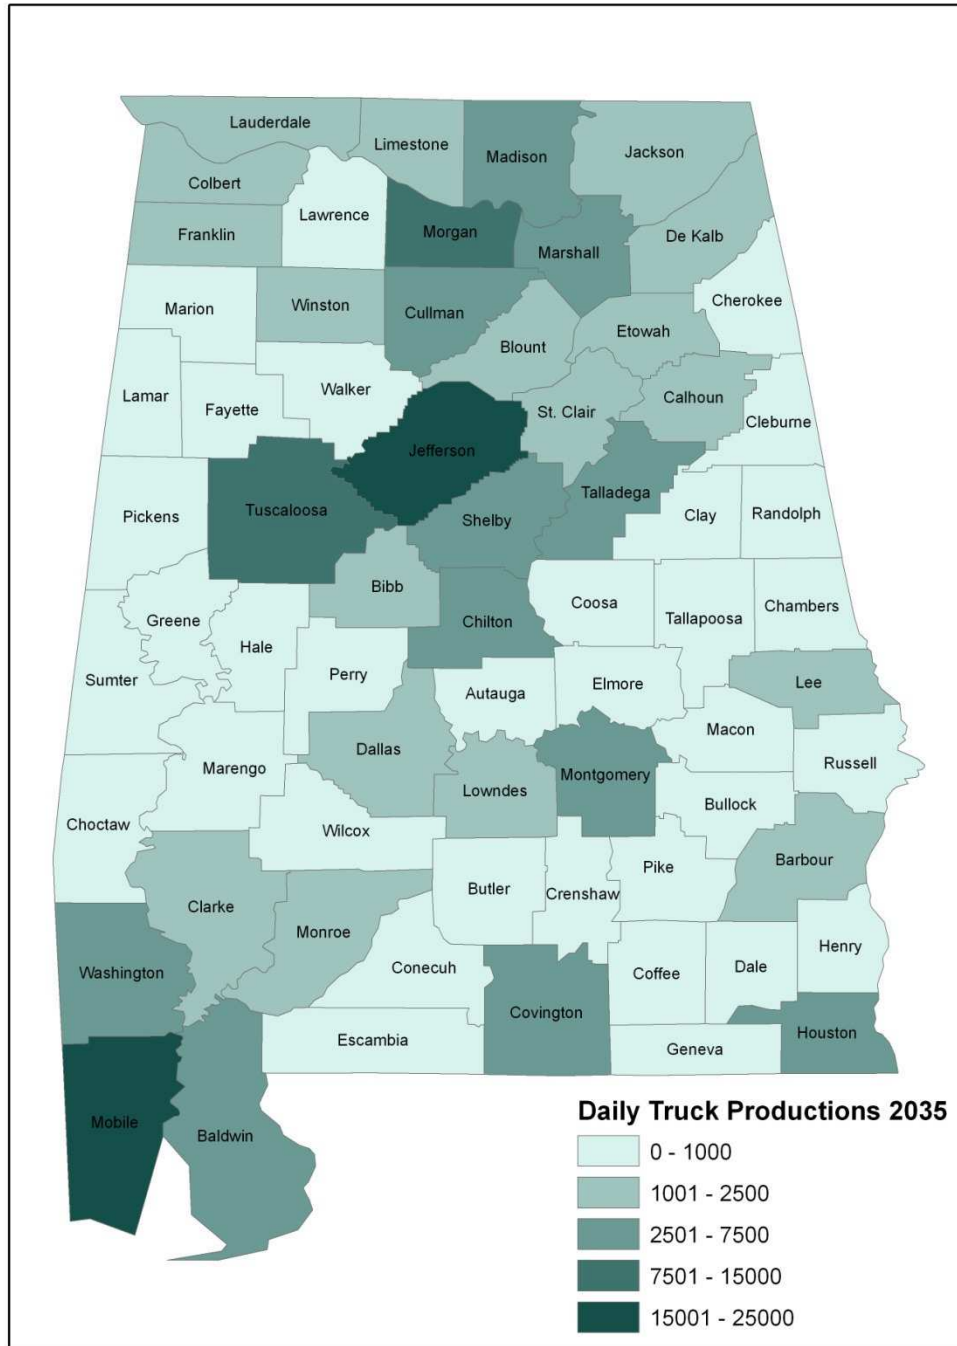 Lauderdale
Limestone
Madison
Jackson
Colbert
Lawrence
Franklin
Morgan
Marshall
De Kalb
Cherokee
Marion
Winston
Cullman
Etowah
Blount
Walker
Lamar
Fayette
St. Clair
Calhoun
Cleburne
Jefferson
Talladega
Tuscaloosa
Pickens
Shelby
Clay
Randolph
Bibb
Coosa
Chambers
Greene
Chilton
Tallapoosa
Hale
Sumter
Perry
Autauga
Elmore
Lee
Macon
Marengo
Dallas
Montgomery
Russell
Lowndes
Bullock
Choctaw
Wilcox
Barbour
Pike
Butler
Crenshaw
Clarke
Monroe
Henry
Washington
Conecuh
Coffee
Dale
Covington
Houston
Escambia
Geneva
Mobile
Baldwin
Daily Truck Productions 2035
0 - 1000
1001 - 2500
2501 - 7500
7501 - 15000
15001 - 25000